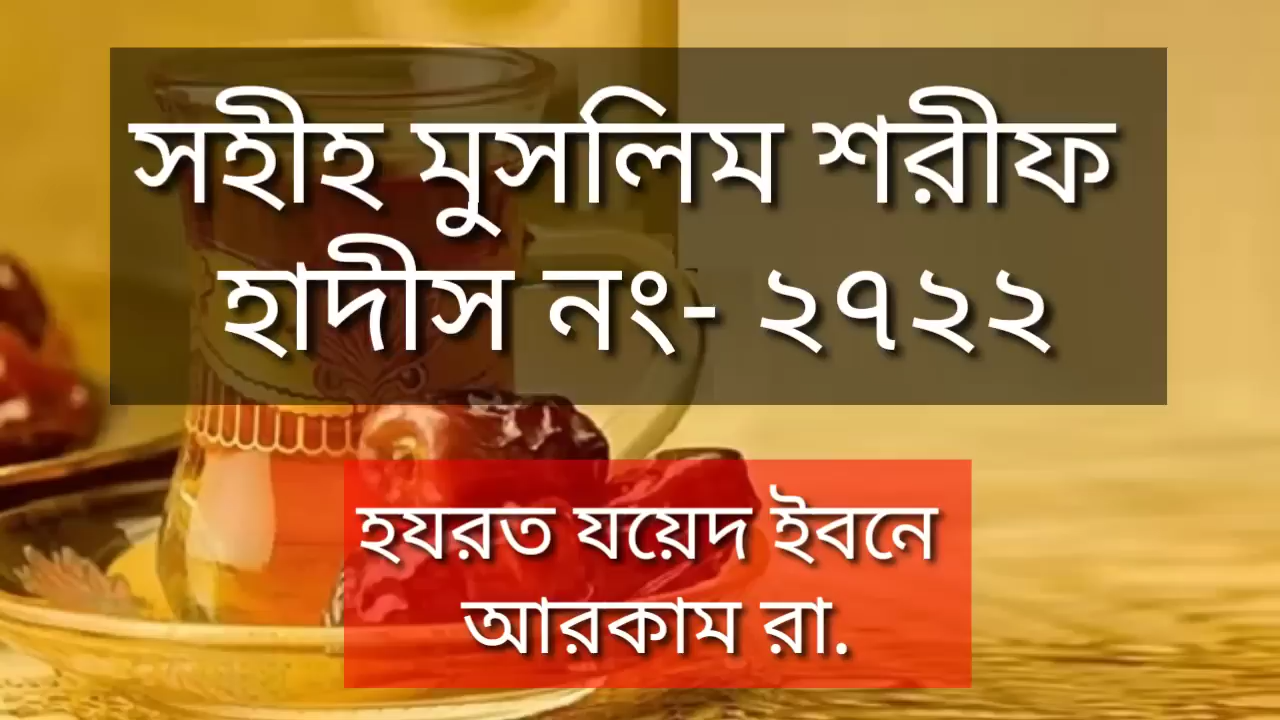 সহীহ মুসলিম শরীফ
হাদীস নং- ২৭২২
হযরত যয়েদ ইবনে
আরকাম রা.